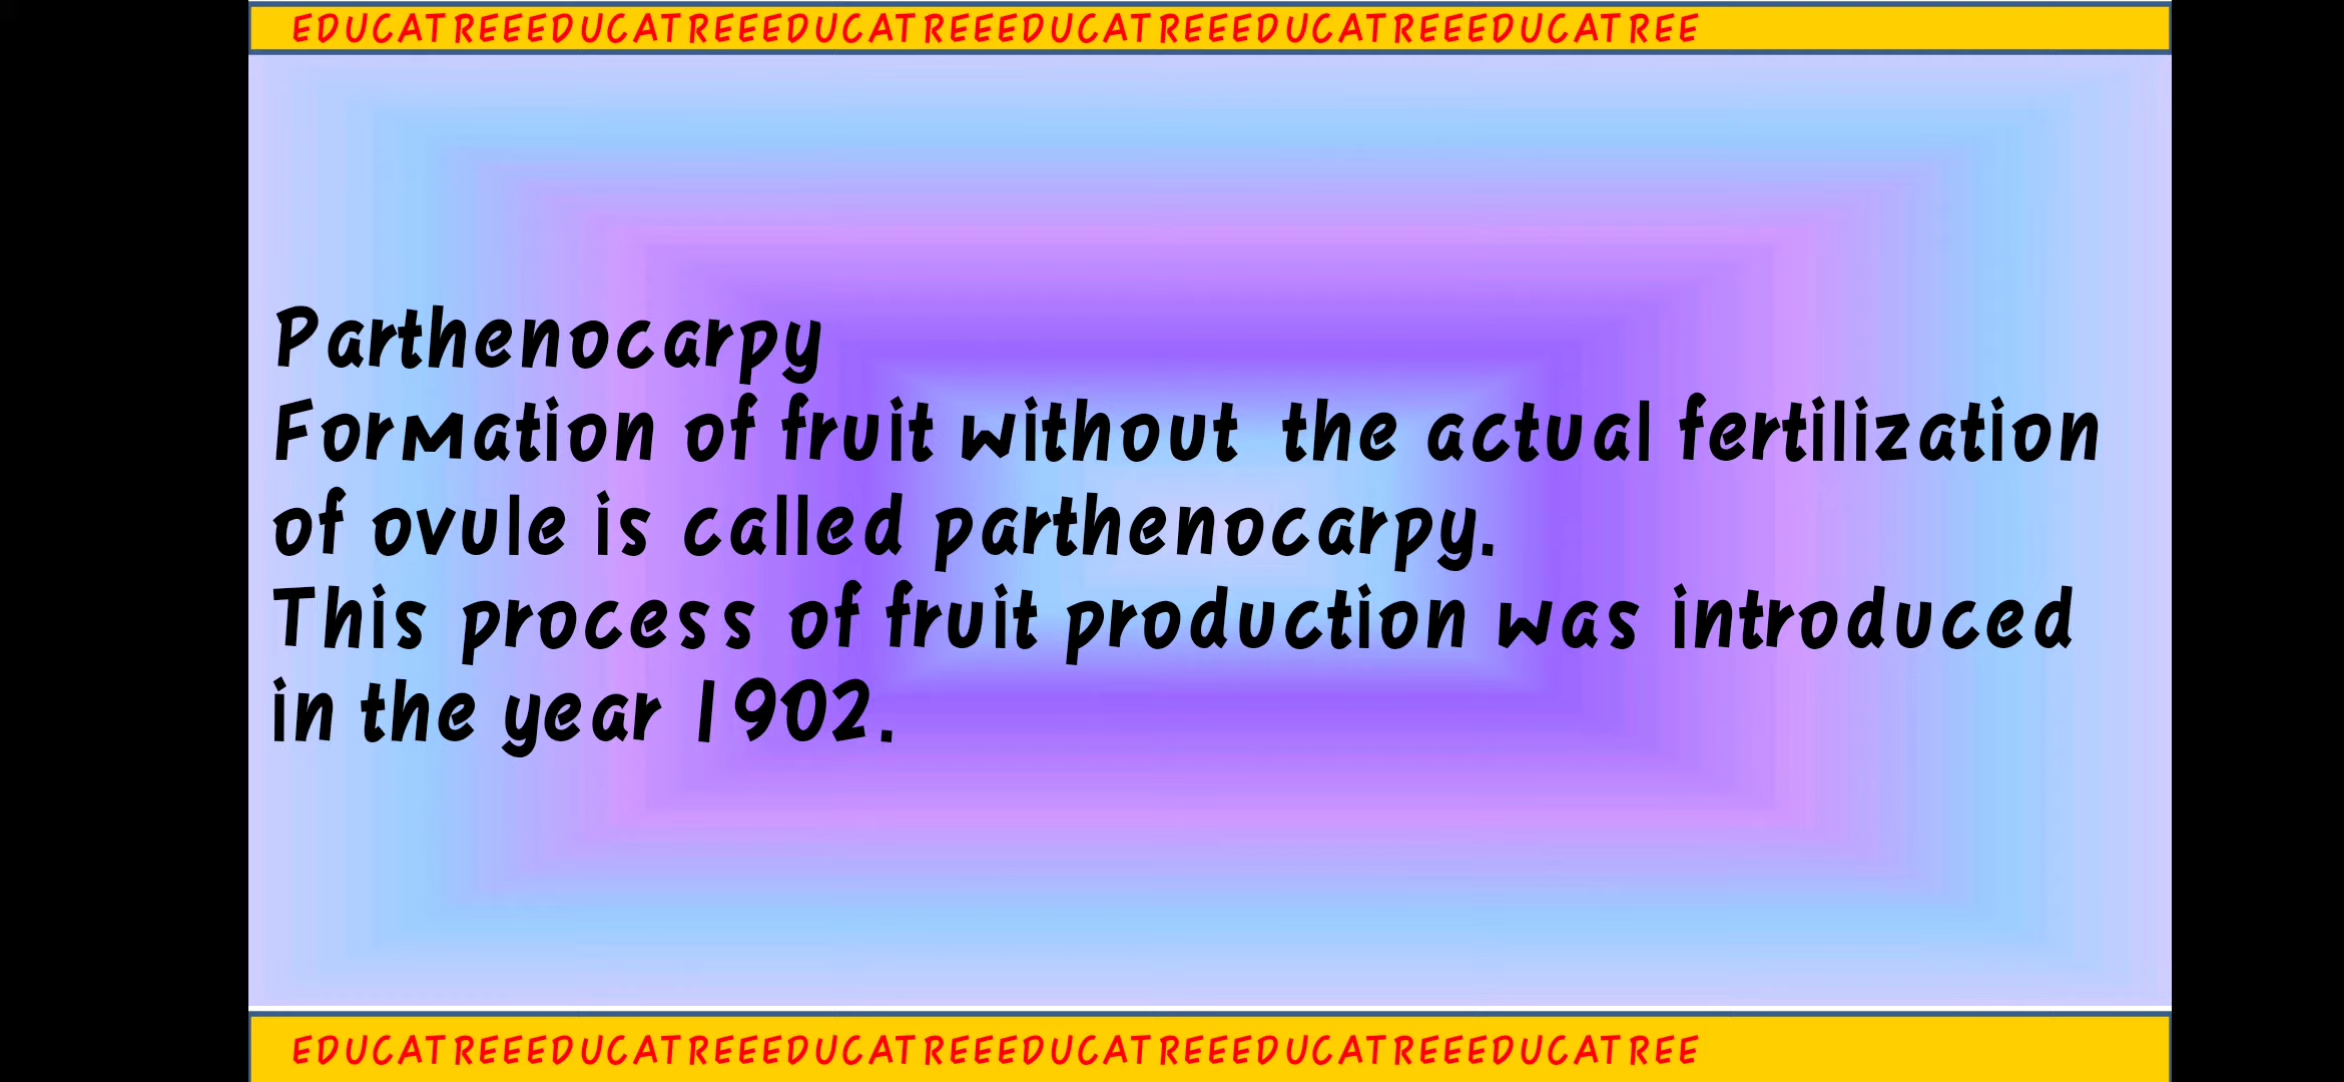 EDUCATREEEDUCATREEEDUCATREEEDUCATREEEDUCATREEEDUCATREE
Parthenocarpy
Formation of fruit without the actual fertilization
of ovule is called parthenocarpy.
This process of fruit production was introduced
in the year 1902.
EDUCATREEEDUCATREEEDUCATREEEDUCATREEEDUCATREEEDUCATREE